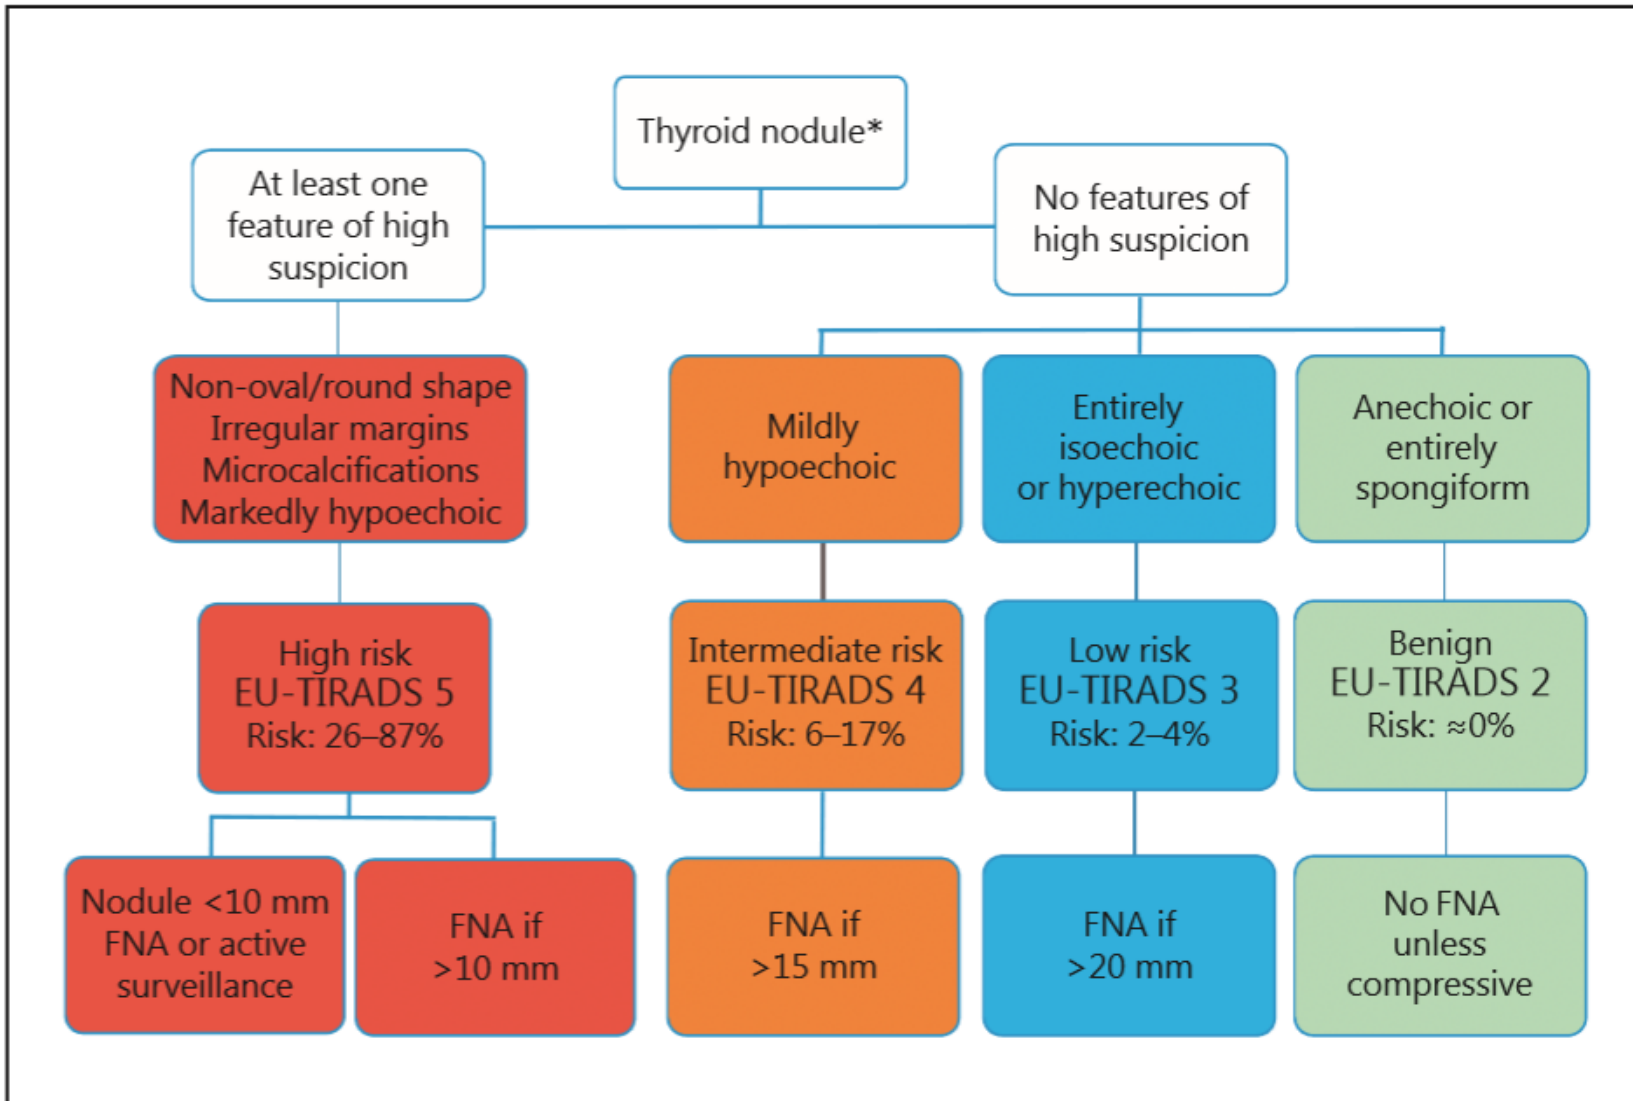 Thyroid nodule*
At least one
feature of high
suspicion
No features of
high suspicion
Non-oval/round shape
Irregular margins
Microcalcifications
Markedly hypoechoic
Mildly
hypoechoic
Entirely
isoechoic
or hyperechoic
Anechoic or
entirely
spongiform
High risk
EU-TIRADS 5
Risk: 26–87%
Intermediate risk
EU-TIRADS 4
Risk: 6–17%
Low risk
EU-TIRADS 3
Risk: 2–4%
Benign
EU-TIRADS 2
Risk: ≈0%
Nodule <10 mm
FNA or active
surveillance
FNA if
>10 mm
FNA if
>15 mm
FNA if
>20 mm
No FNA
unless
compressive